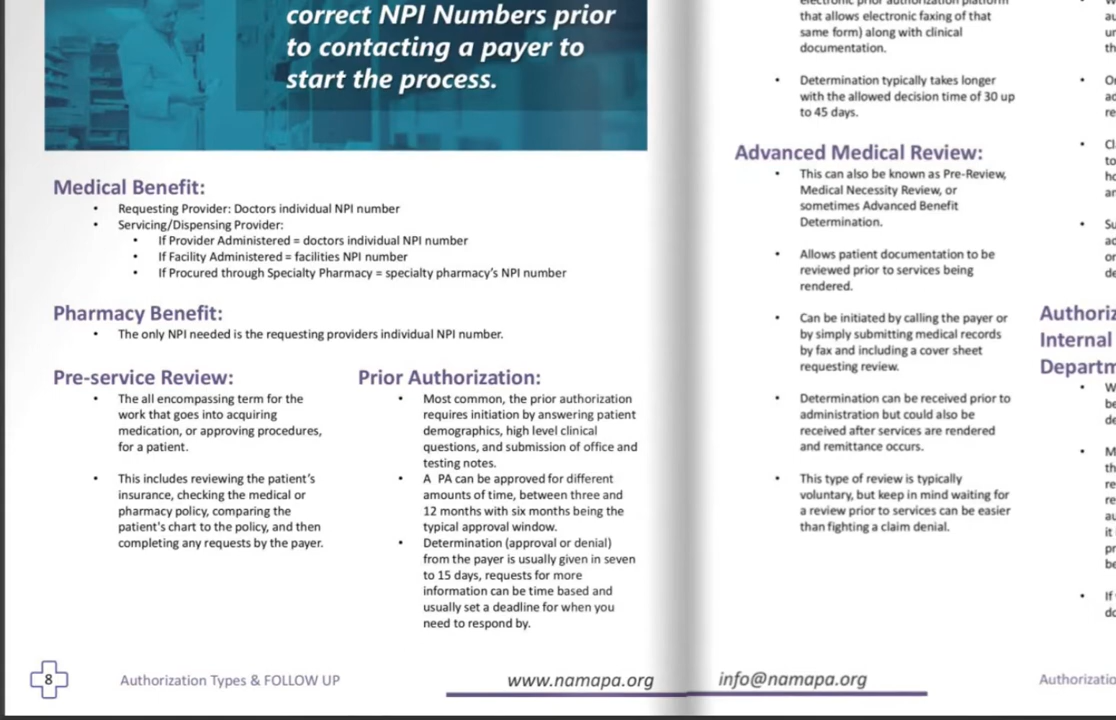 correct NPI Numbers prior
to contacting a payer to
start the process.
Medical Benefit:
• Requesting Provider: Doctors individual NPI number
• Servicing/Dispensing Provider:
• If Provider Administered = doctors individual NPI number
• If Facility Administered = facilities NPI number
• If Procured through Specialty Pharmacy = specialty pharmacy's NPI number
Pharmacy Benefit:
• The only NPI needed is the requesting providers individual NPI number.
Pre-service Review:
• The all encompassing term for the
work that goes into acquiring
medication, or approving procedures,
for a patient.
• This includes reviewing the patient's
insurance, checking the medical or
pharmacy policy, comparing the
patient's chart to the policy, and then
completing any requests by the payer.
Prior Authorization:
• Most common, the prior authorization
requires initiation by answering patient
demographics, high level clinical
questions, and submission of office and
testing notes.
• A PA can be approved for different
amounts of time, between three and
12 months with six months being the
typical approval window.
• Determination (approval or denial)
from the payer is usually given in seven
to 15 days, requests for more
information can be time based and
usually set a deadline for when you
need to respond by.
8
Authorization Types & FOLLOW UP
www.namapa.org
electronic prior authorization platform
that allows electronic faxing of that
same form) along with clinical
documentation.
• Determination typically takes longer
with the allowed decision time of 30 up
to 45 days.
Advanced Medical Review:
• This can also be known as Pre-Review,
Medical Necessity Review, or
sometimes Advanced Benefit
Determination.
• Allows patient documentation to be
reviewed prior to services being
rendered.
• Can be initiated by calling the payer or
by simply submitting medical records
by fax and including a cover sheet
requesting review.
• Determination can be received prior to
administration but could also be
received after services are rendered
and remittance occurs.
• This type of review is typically
voluntary, but keep in mind waiting for
a review prior to services can be easier
than fighting a claim denial.
info@namapa.org
Internal